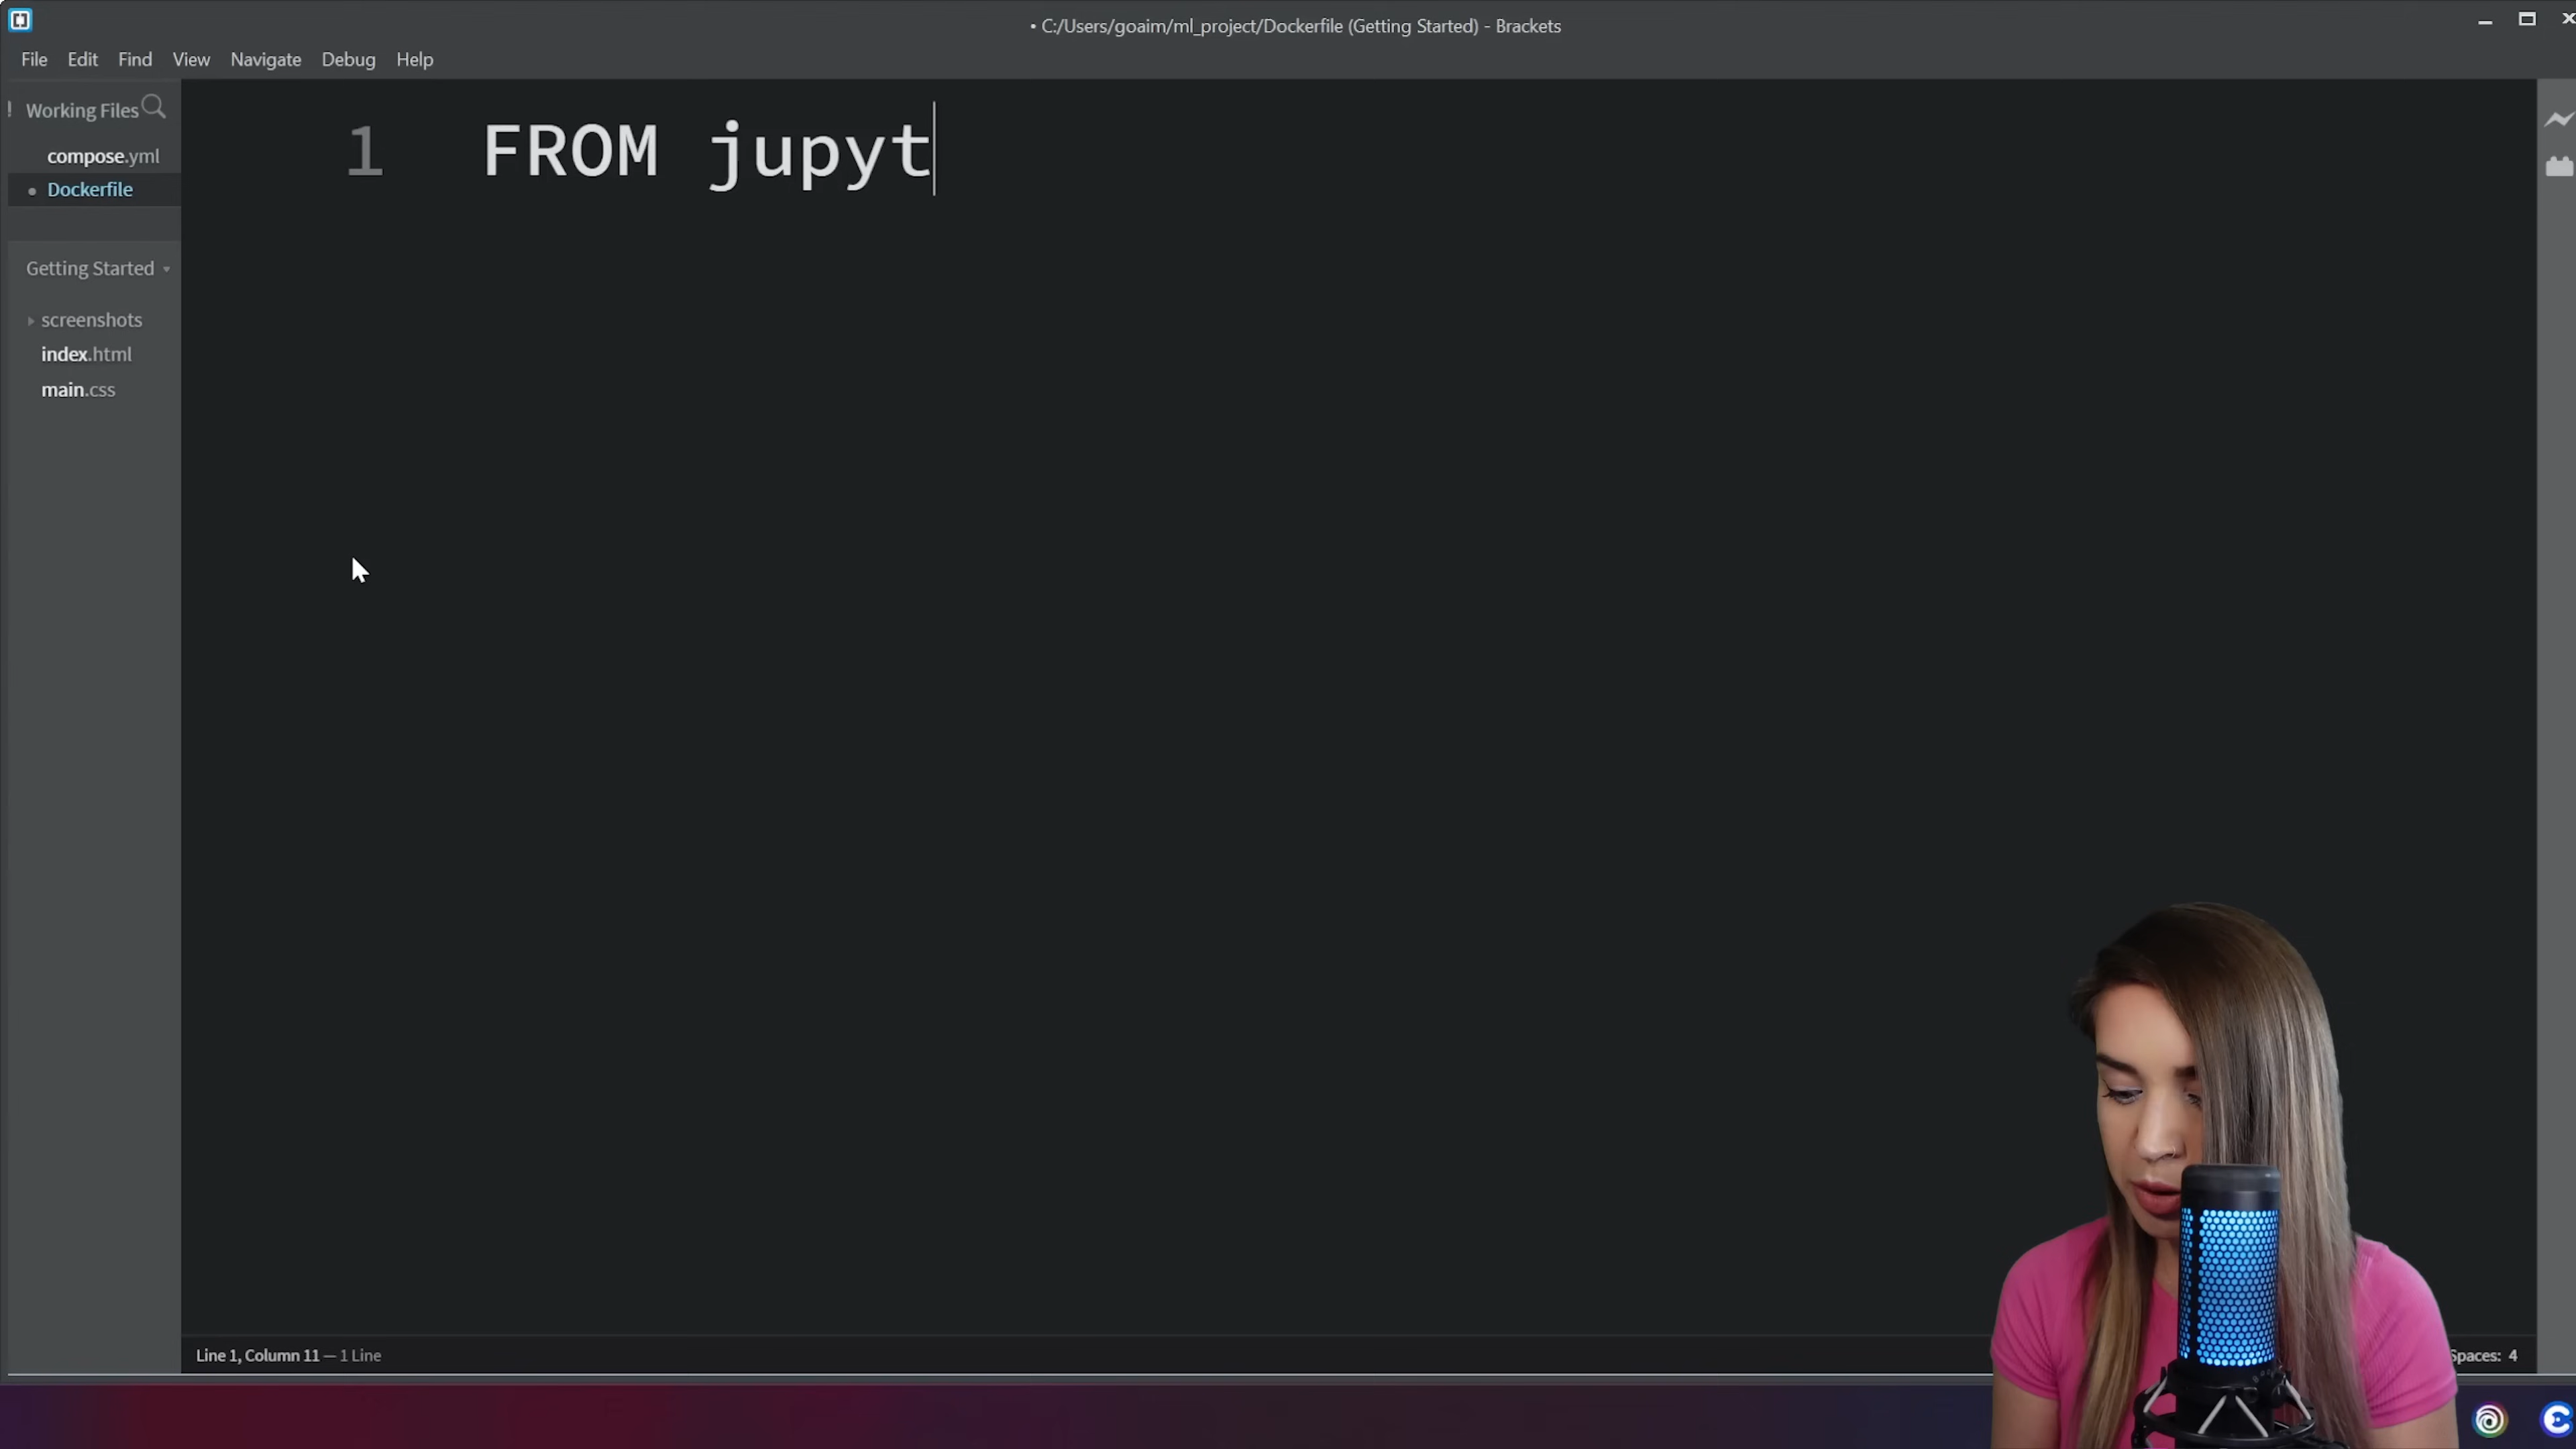 • C:/Users/goaim/ml_project/Dockerfile (Getting Started) - Brackets
File Edit Find View Navigate Debug Help
Working Files
compose.yml
Dockerfile
Getting Started
screenshots
index.html
main.css
1 FROM jupyt
Line 1, Column 11 — 1 Line
Spaces: 4